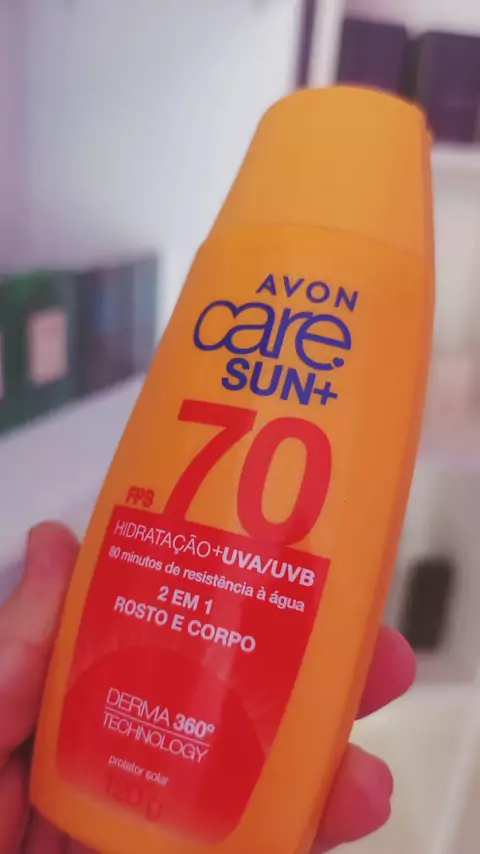 AVON
care
SUN+
70
FPS
HIDRATAÇÃO+UVA/UVB
80 minutos de resistência à água
2 EM 1
ROSTO E CORPO
DERMA 360°
TECHNOLOGY
protetor solar
120 g